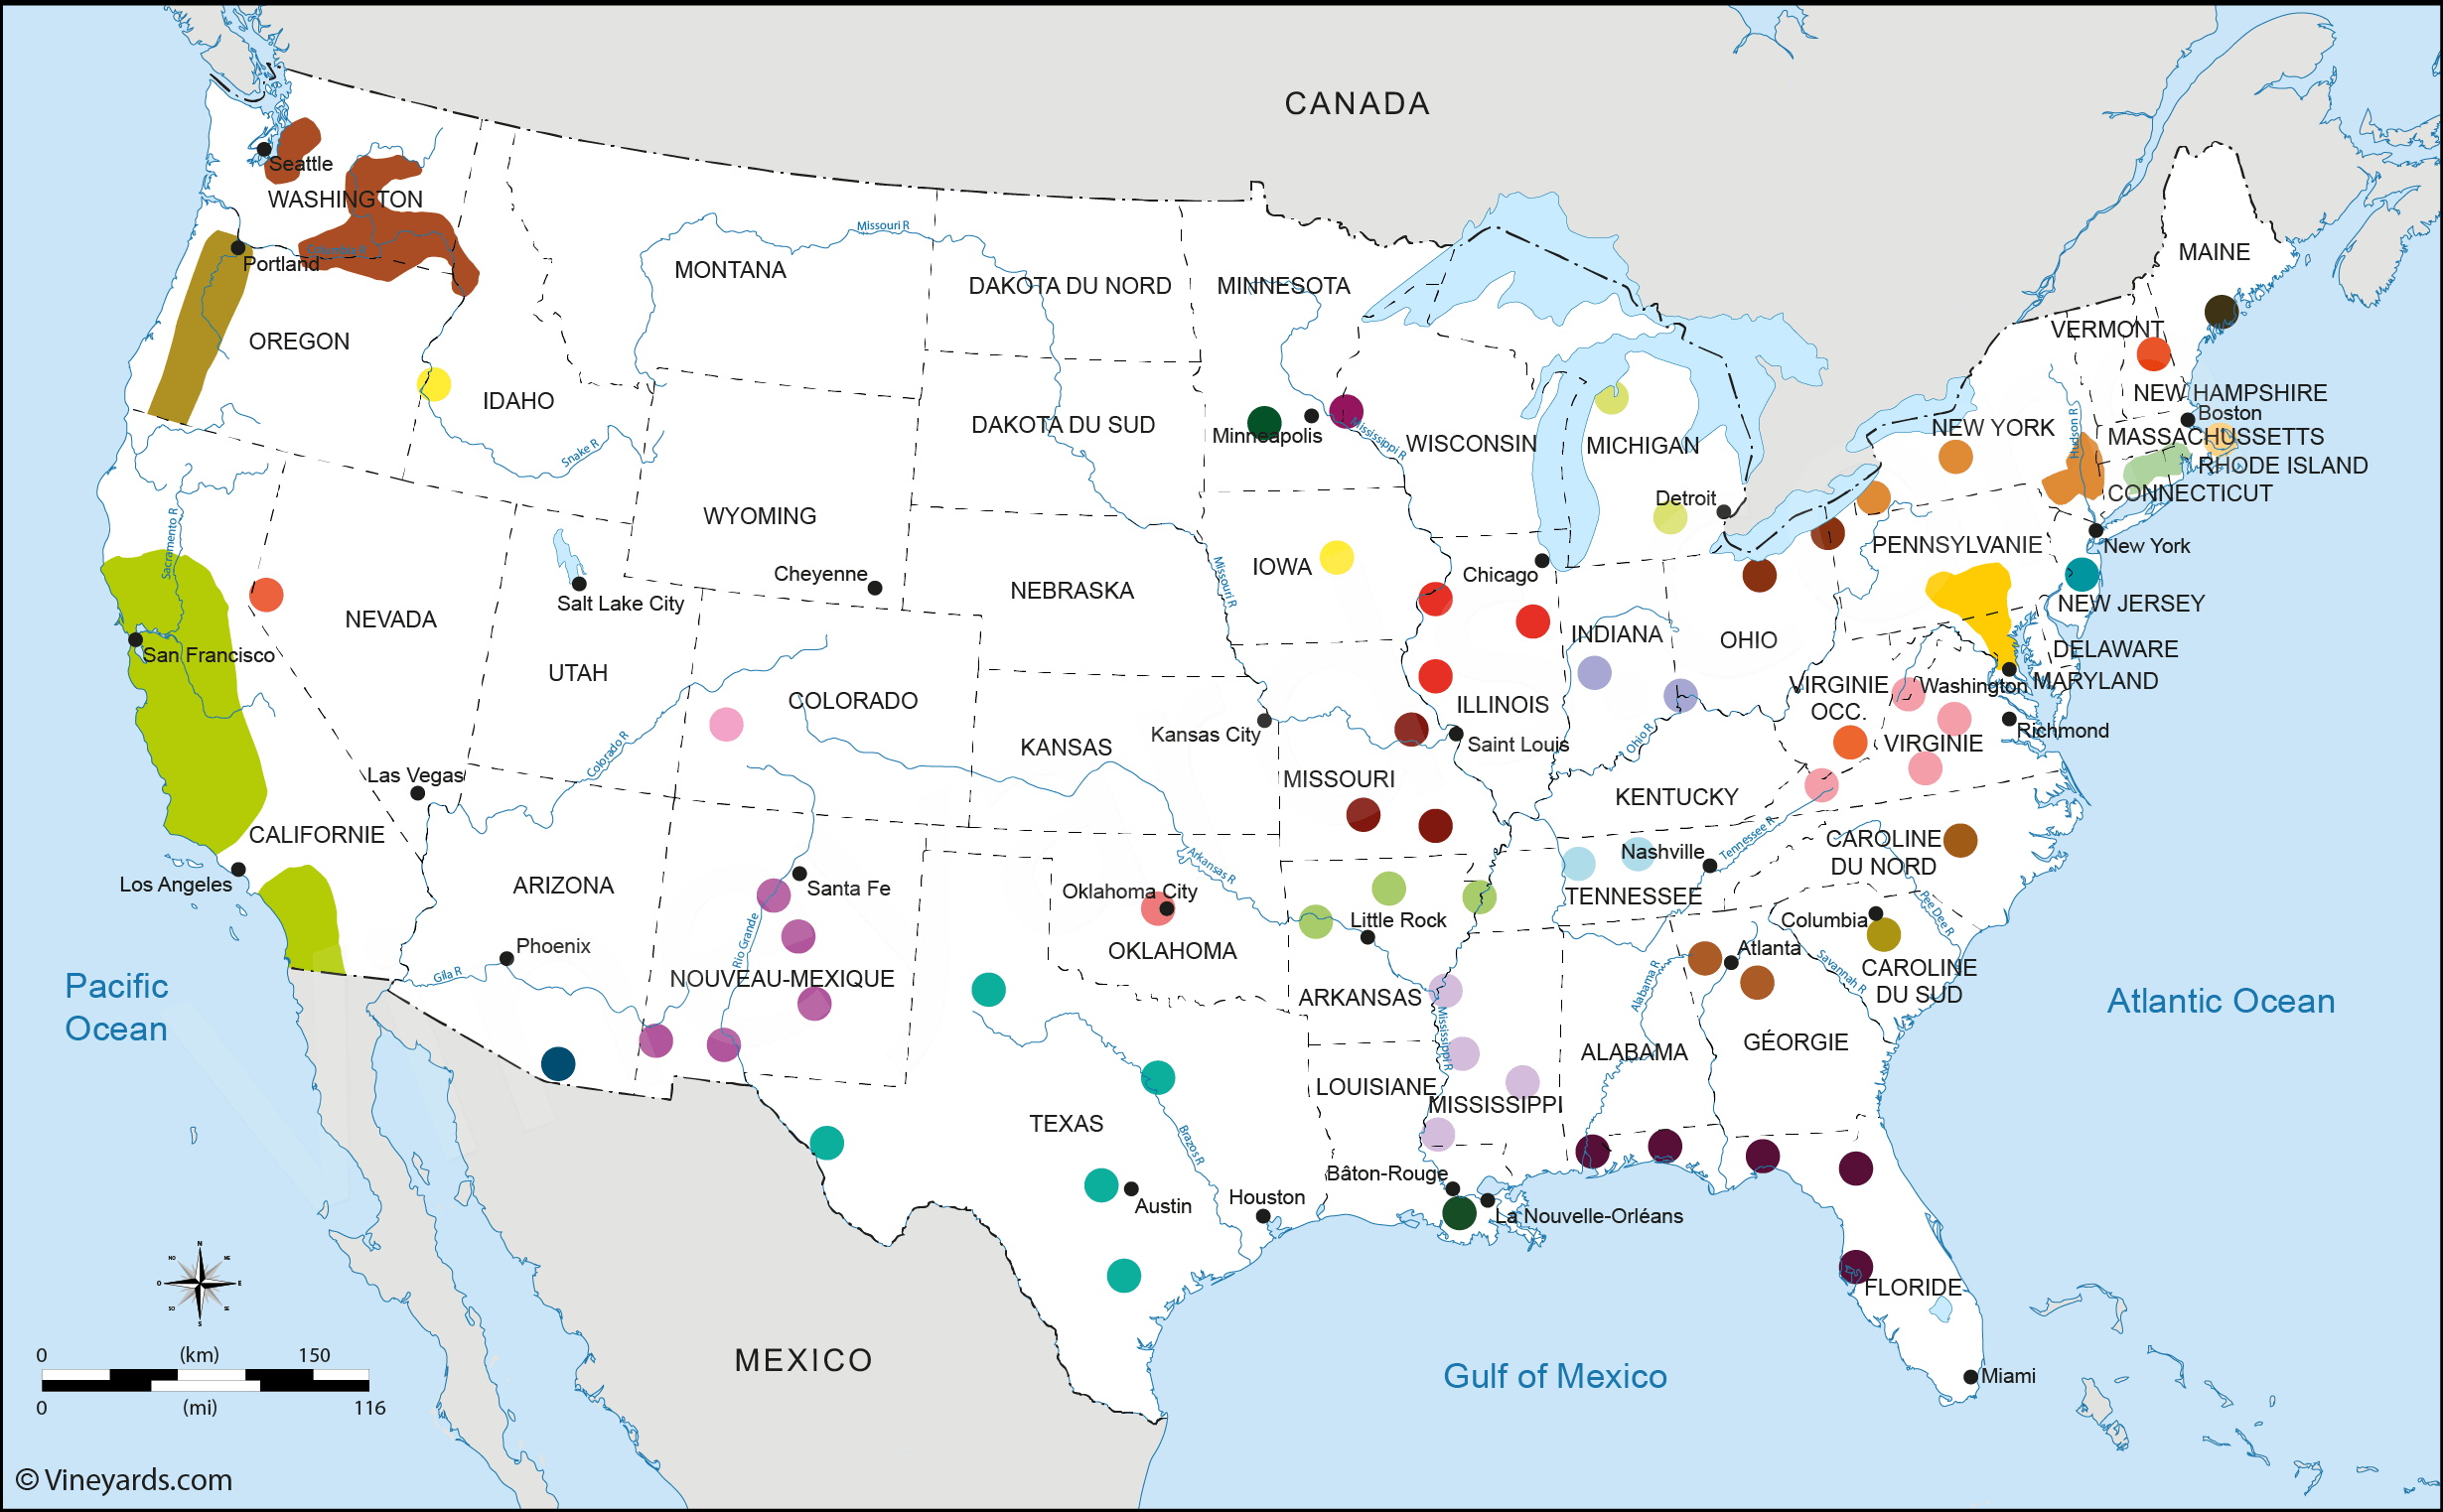 CANADA
Seattle
WASHINGTON
Columbia R
Portland
OREGON
IDAHO
Snake R
MONTANA
Missouri R
DAKOTA DU NORD
DAKOTA DU SUD
MINNESOTA
Minneapolis
Mississippi R
WISCONSIN
MICHIGAN
Detroit
MAINE
VERMONT
NEW HAMPSHIRE
Boston
NEW YORK
Hudson R
MASSACHUSSETTS
RHODE ISLAND
CONNECTICUT
New York
PENNSYLVANIE
NEW JERSEY
DELAWARE
MARYLAND
Washington
WYOMING
Cheyenne
NEBRASKA
IOWA
Missouri R
Chicago
Sacramento R
San Francisco
NEVADA
Salt Lake City
UTAH
COLORADO
Colorado R
KANSAS
Kansas City
MISSOURI
ILLINOIS
Saint Louis
INDIANA
OHIO
Ohio R
VIRGINIE
OCC.
VIRGINIE
Richmond
KENTUCKY
Las Vegas
CALIFORNIE
Los Angeles
ARIZONA
Phoenix
Gila R
Santa Fe
Rio Grande
NOUVEAU-MEXIQUE
Oklahoma City
OKLAHOMA
Arkansas R
Little Rock
ARKANSAS
Nashville
Tennessee R
TENNESSEE
CAROLINE
DU NORD
Pee Dee R
Columbia
CAROLINE
DU SUD
Savannah R
Atlanta
GÉORGIE
Alabama R
ALABAMA
Mississippi R
MISSISSIPPI
LOUISIANE
TEXAS
Brazos R
Austin
Houston
Bâton-Rouge
La Nouvelle-Orléans
FLORIDE
Miami
Pacific
Ocean
Atlantic Ocean
Gulf of Mexico
MEXICO
N
NO
NE
O
E
SO
SE
S
0 (km) 150
0 (mi) 116
© Vineyards.com